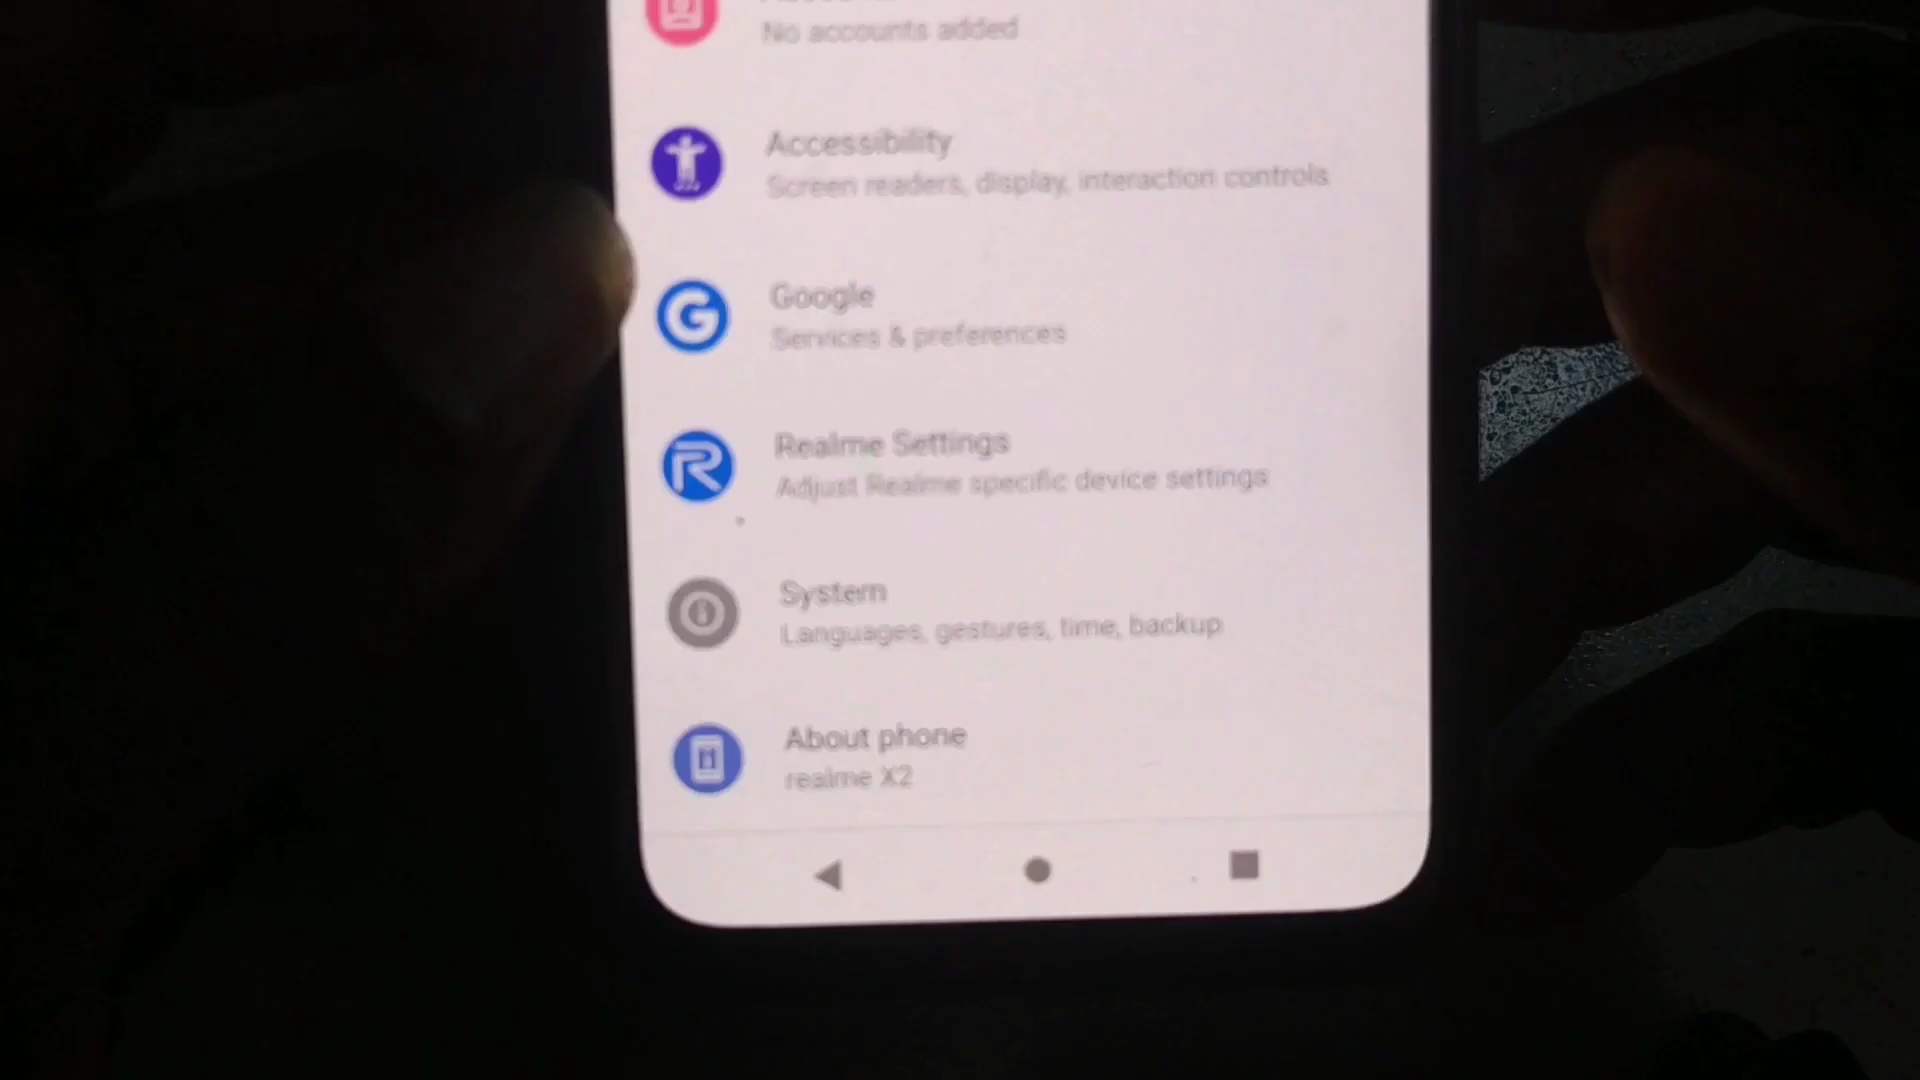 No accounts added
Accessibility
Screen readers, display, interaction controls
Google
Services & preferences
Realme Settings
Adjust Realme specific device settings
System
Languages, gestures, time, backup
About phone
realme X2